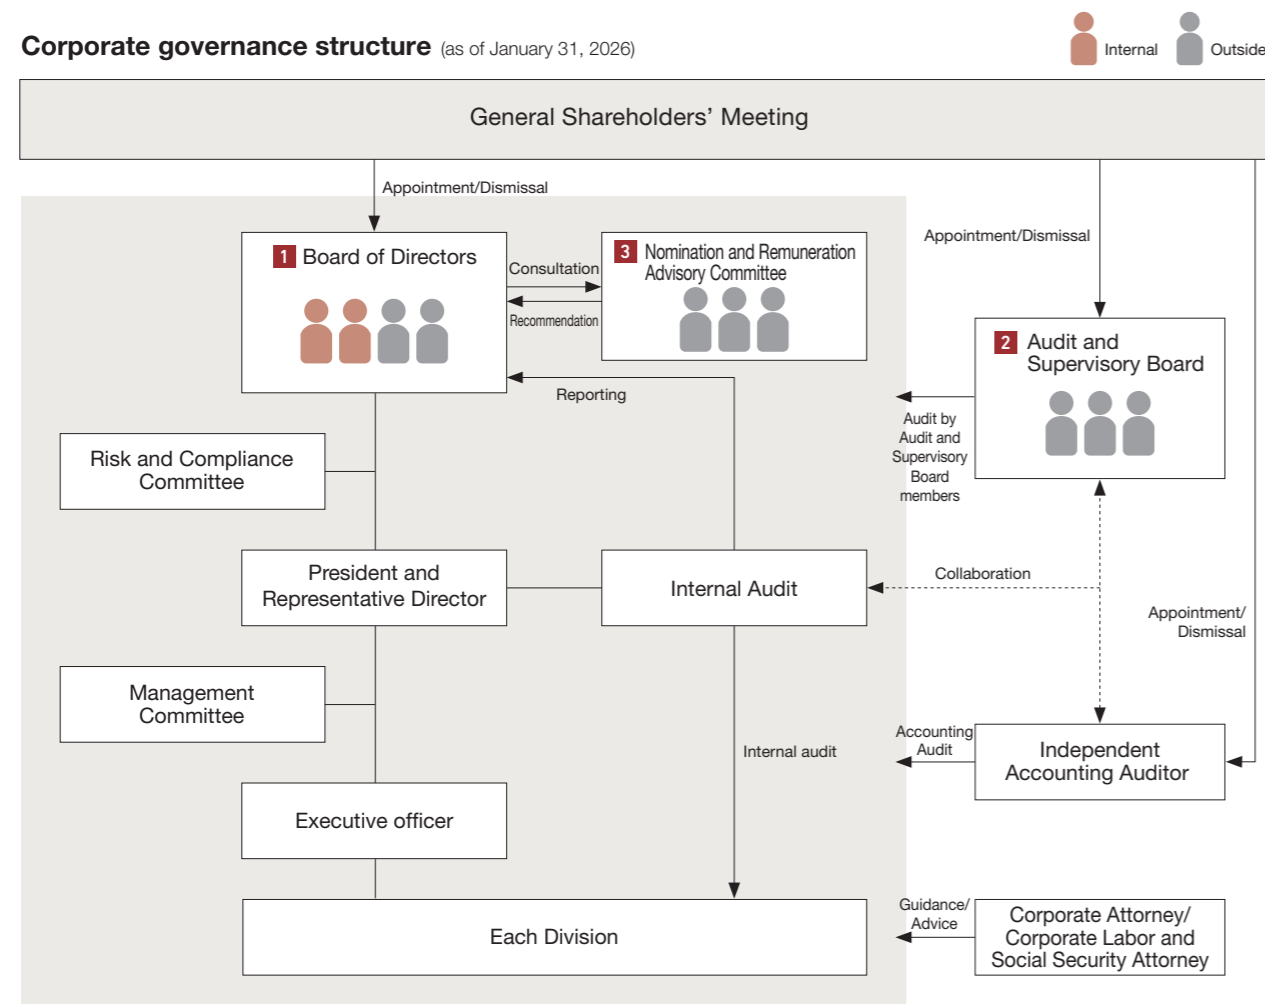 Corporate governance structure (as of January 31, 2026)
Internal
Outside
General Shareholders' Meeting
Appointment/Dismissal
1 Board of Directors
Consultation
Recommendation
3 Nomination and Remuneration
Advisory Committee
Appointment/Dismissal
2 Audit and
Supervisory Board
Reporting
Audit by
Audit and
Supervisory
Board
members
Risk and Compliance
Committee
President and
Representative Director
Internal Audit
Collaboration
Appointment/
Dismissal
Management
Committee
Internal audit
Accounting
Audit
Independent
Accounting Auditor
Executive officer
Each Division
Guidance/
Advice
Corporate Attorney/
Corporate Labor and
Social Security Attorney